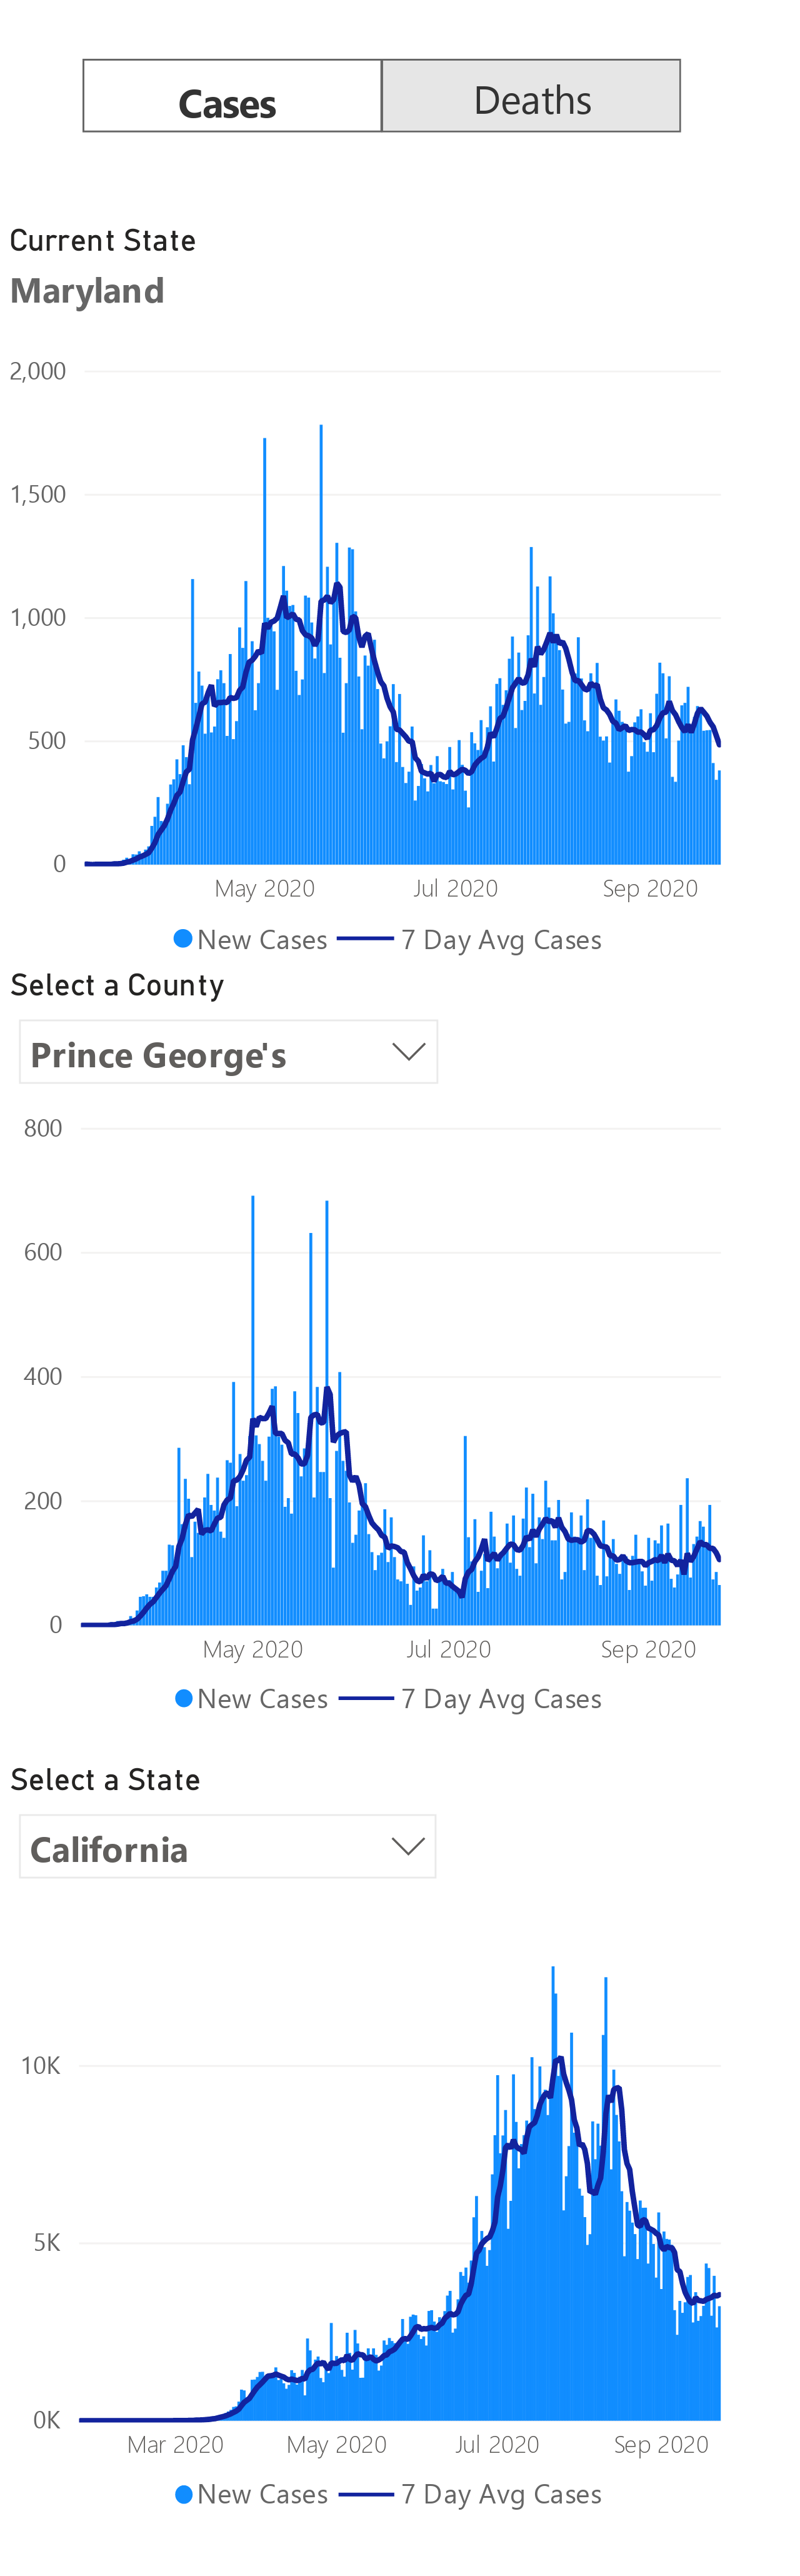 Cases Deaths
Current State
Maryland
2,000
1,500
1,000
500
0
May 2020 Jul 2020 Sep 2020
New Cases 7 Day Avg Cases
Select a County
Prince George's
800
600
400
200
0
May 2020 Jul 2020 Sep 2020
New Cases 7 Day Avg Cases
Select a State
California
10K
5K
0K
Mar 2020 May 2020 Jul 2020 Sep 2020
New Cases 7 Day Avg Cases